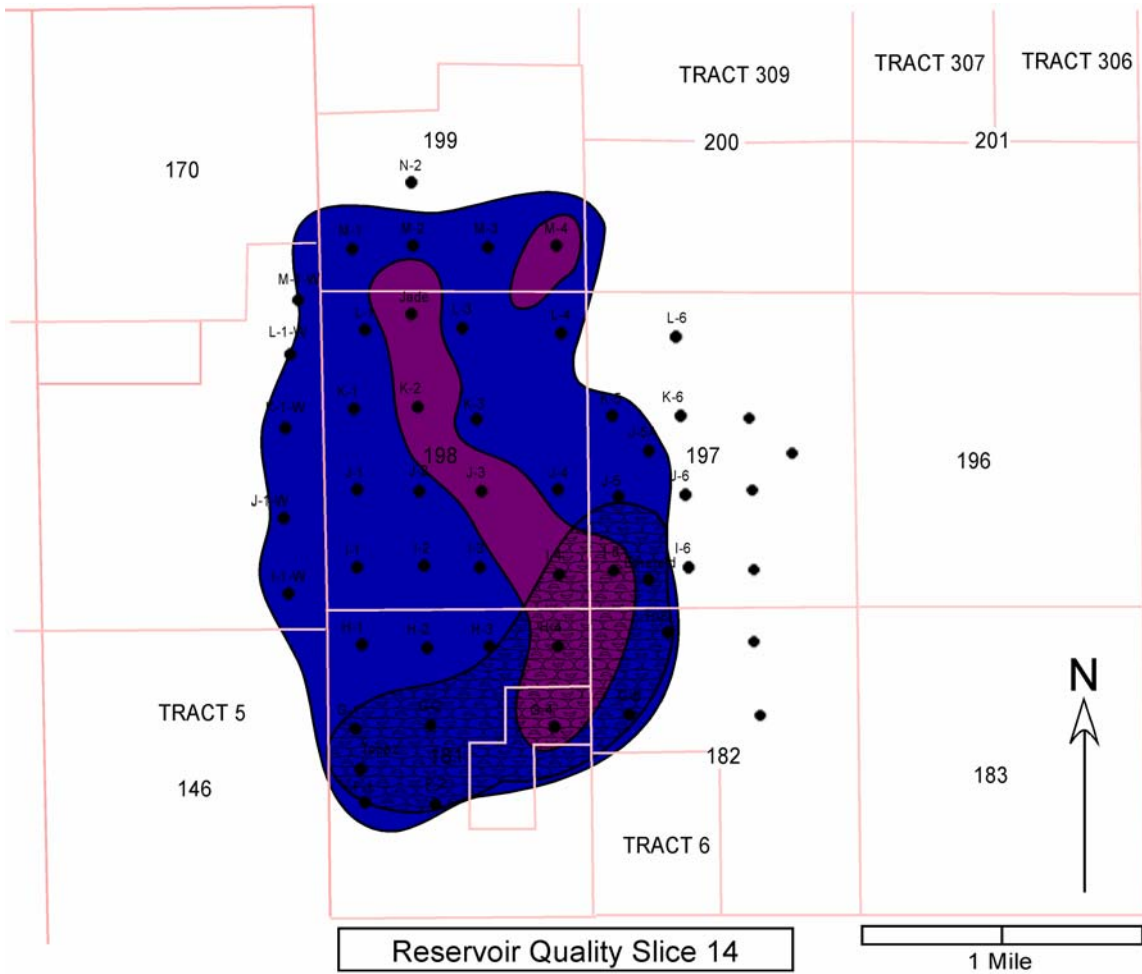 TRACT 309
TRACT 307
TRACT 306
199
200
201
170
N-2
M-1
M-2
M-3
M-4
Jade
L-3
L-4
L-6
L-1-W
K-1
K-2
K-6
J-6
198
197
196
J-1
J-2
J-3
J-4
J-5
J-1-W
I-1
I-2
I-6
I-1-W
H-1
H-2
H-3
H-4
G-4
TRACT 5
181
182
146
183
TRACT 6
N
Reservoir Quality Slice 14
1 Mile